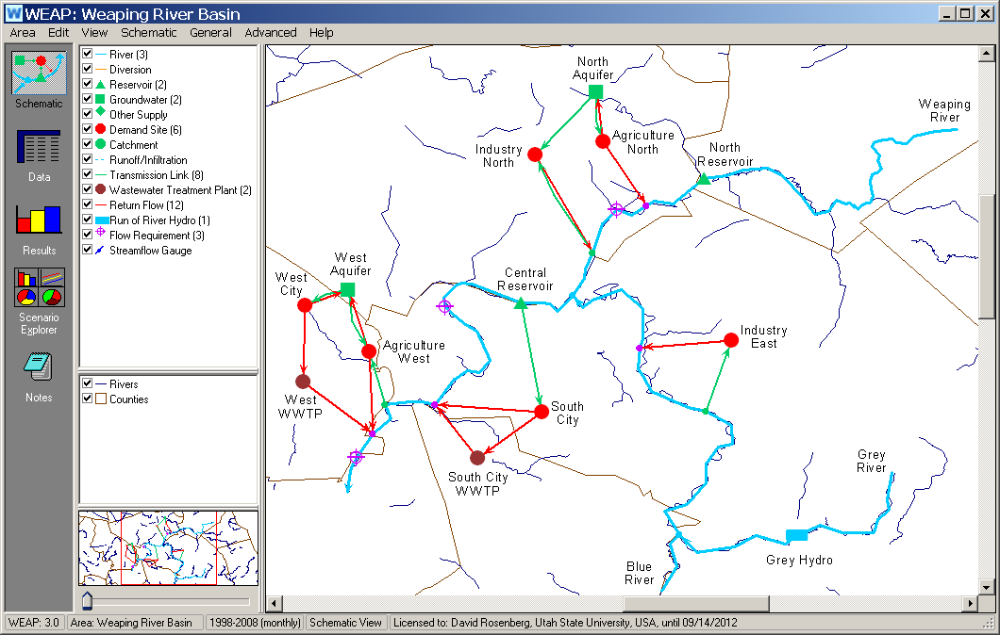 WEAP: Weaping River Basin
Area Edit View Schematic General Advanced Help
Schematic
Data
Results
Scenario
Explorer
Notes
River (3)
Diversion
Reservoir (2)
Groundwater (2)
Other Supply
Demand Site (6)
Catchment
Runoff/Infiltration
Transmission Link (8)
Wastewater Treatment Plant (2)
Return Flow (12)
Run of River Hydro (1)
Flow Requirement (3)
Streamflow Gauge
Rivers
Counties
North
Aquifer
Weaping
River
Agriculture
North
Industry
North
North
Reservoir
West
Aquifer
West
City
Central
Reservoir
Industry
East
Agriculture
West
West
WWTP
South
City
South City
WWTP
Grey
River
Grey Hydro
Blue
River
WEAP: 3.0
Area: Weaping River Basin
1998-2008 (monthly)
Schematic View
Licensed to: David Rosenberg, Utah State University, USA, until 09/14/2012